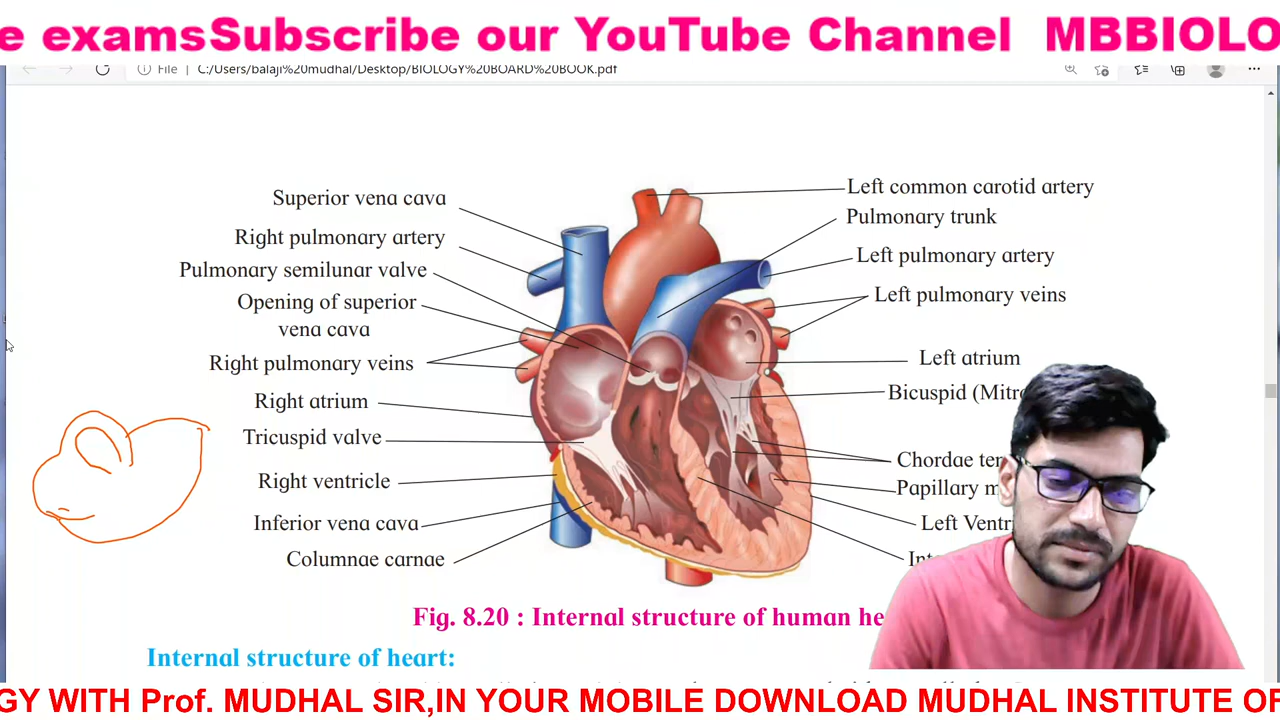 e examsSubscribe our YouTube Channel MBBIOLO
File | C:/Users/balaji%20mudhal/Desktop/BIOLOGY%20BOARD%20BOOK.pdf
Superior vena cava
Right pulmonary artery
Pulmonary semilunar valve
Opening of superior
vena cava
Right pulmonary veins
Right atrium
Tricuspid valve
Right ventricle
Inferior vena cava
Columnae carnae
Left common carotid artery
Pulmonary trunk
Left pulmonary artery
Left pulmonary veins
Left atrium
Bicuspid (Mitr
Chordae ter
Papillary m
Left Ventr
Int
Fig. 8.20 : Internal structure of human he
Internal structure of heart:
GY WITH Prof. MUDHAL SIR,IN YOUR MOBILE DOWNLOAD MUDHAL INSTITUTE OF